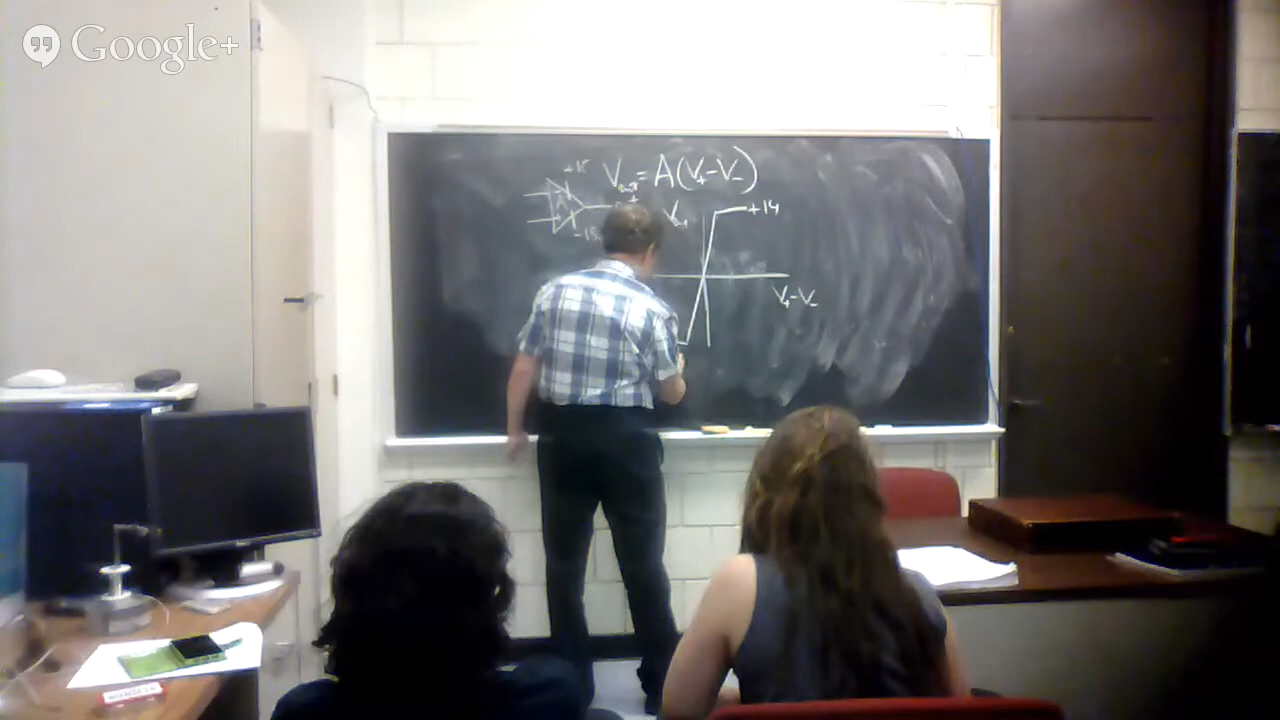 Google+
+15
Vout = A(V+ - V-)
-15
Vout
+14
V+ - V-